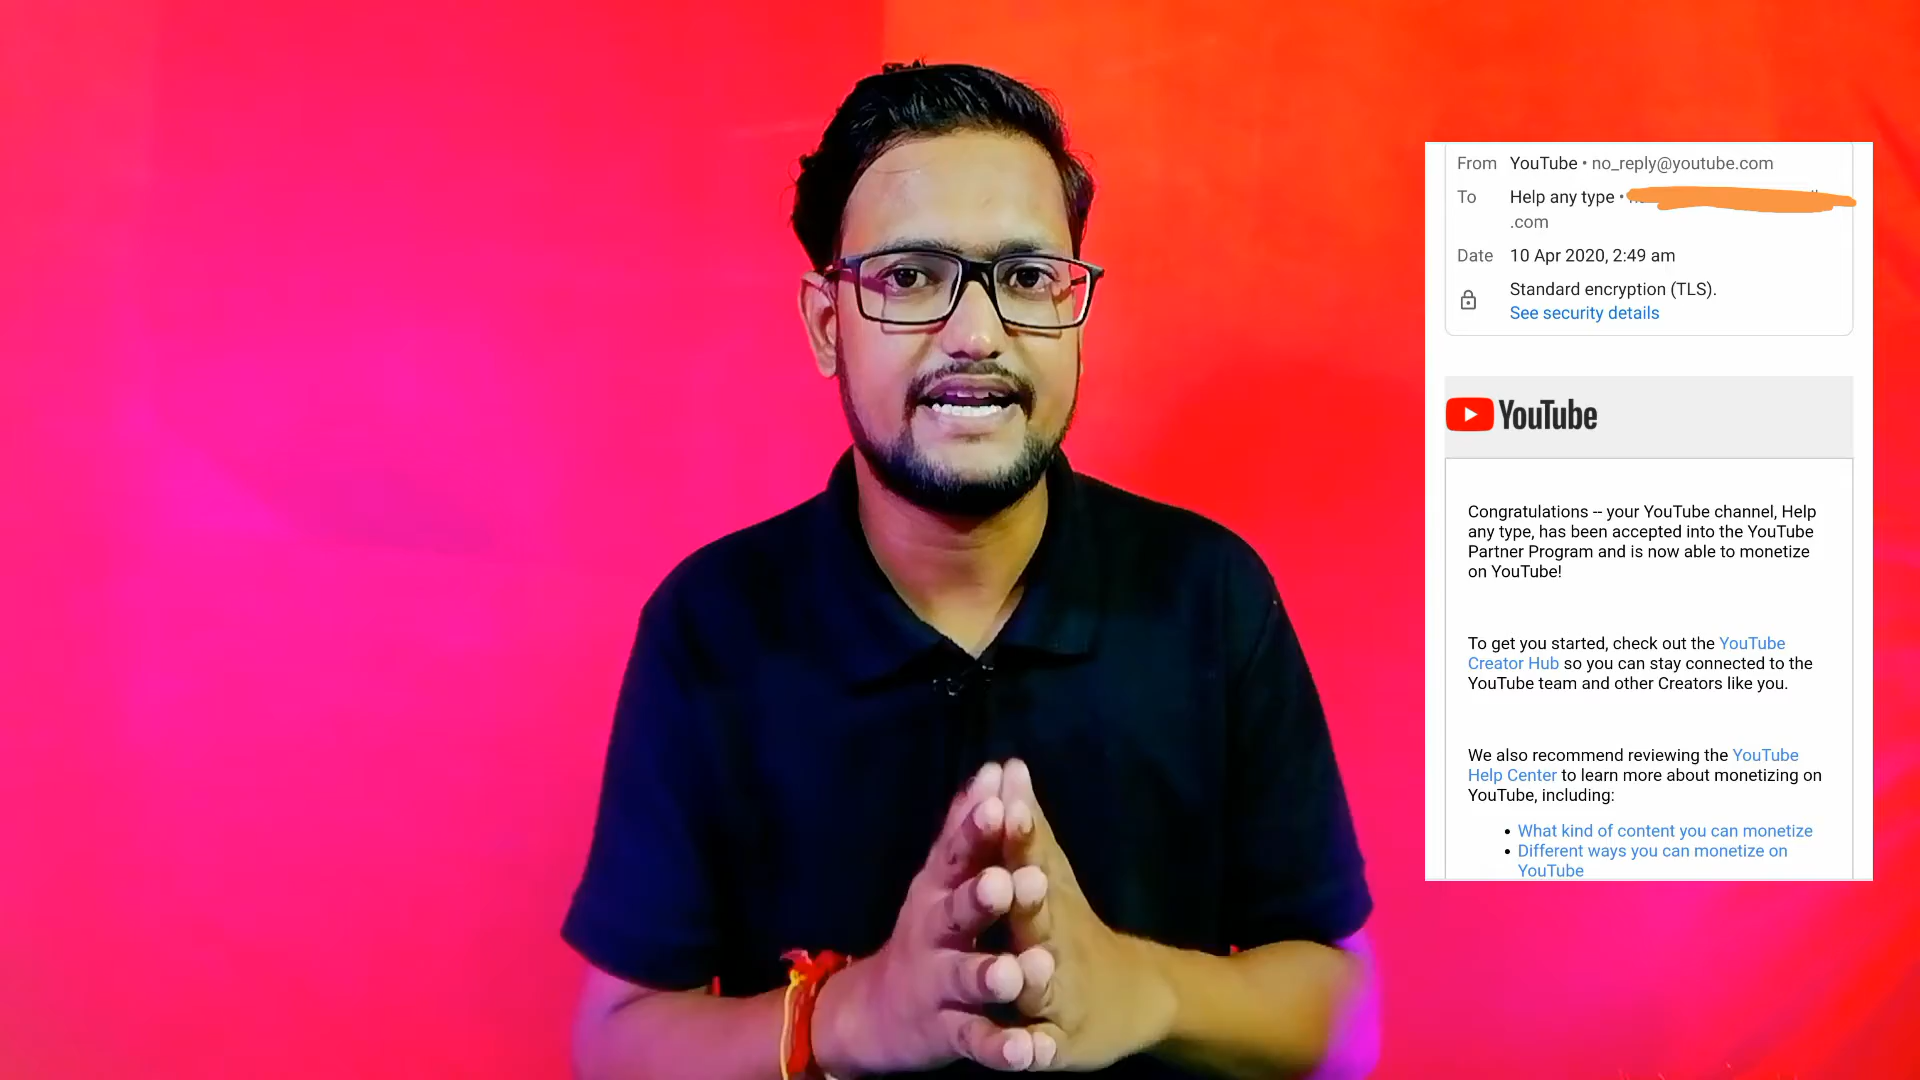 From YouTube • no_reply@youtube.com
To Help any type •
.com
Date 10 Apr 2020, 2:49 am
Standard encryption (TLS).
See security details
YouTube
Congratulations -- your YouTube channel, Help
any type, has been accepted into the YouTube
Partner Program and is now able to monetize
on YouTube!
To get you started, check out the YouTube
Creator Hub so you can stay connected to the
YouTube team and other Creators like you.
We also recommend reviewing the YouTube
Help Center to learn more about monetizing on
YouTube, including:
• What kind of content you can monetize
• Different ways you can monetize on
YouTube